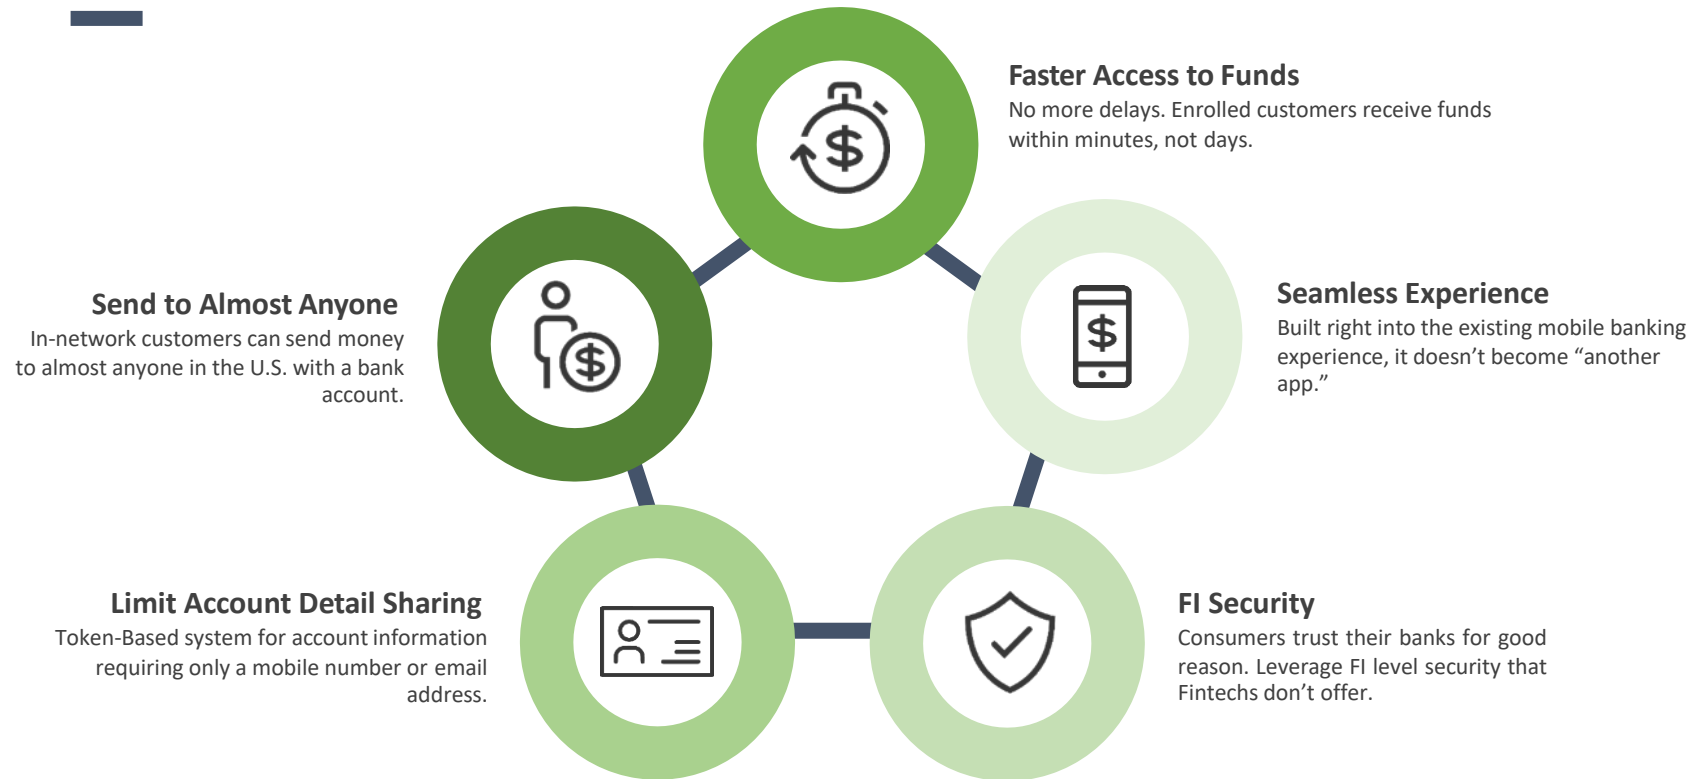 Faster Access to Funds
No more delays. Enrolled customers receive funds
within minutes, not days.
Seamless Experience
Built right into the existing mobile banking
experience, it doesn’t become “another
app.”
FI Security
Consumers trust their banks for good
reason. Leverage FI level security that
Fintechs don’t offer.
Limit Account Detail Sharing
Token-Based system for account information
requiring only a mobile number or email
address.
Send to Almost Anyone
In-network customers can send money
to almost anyone in the U.S. with a bank
account.
$
$
$